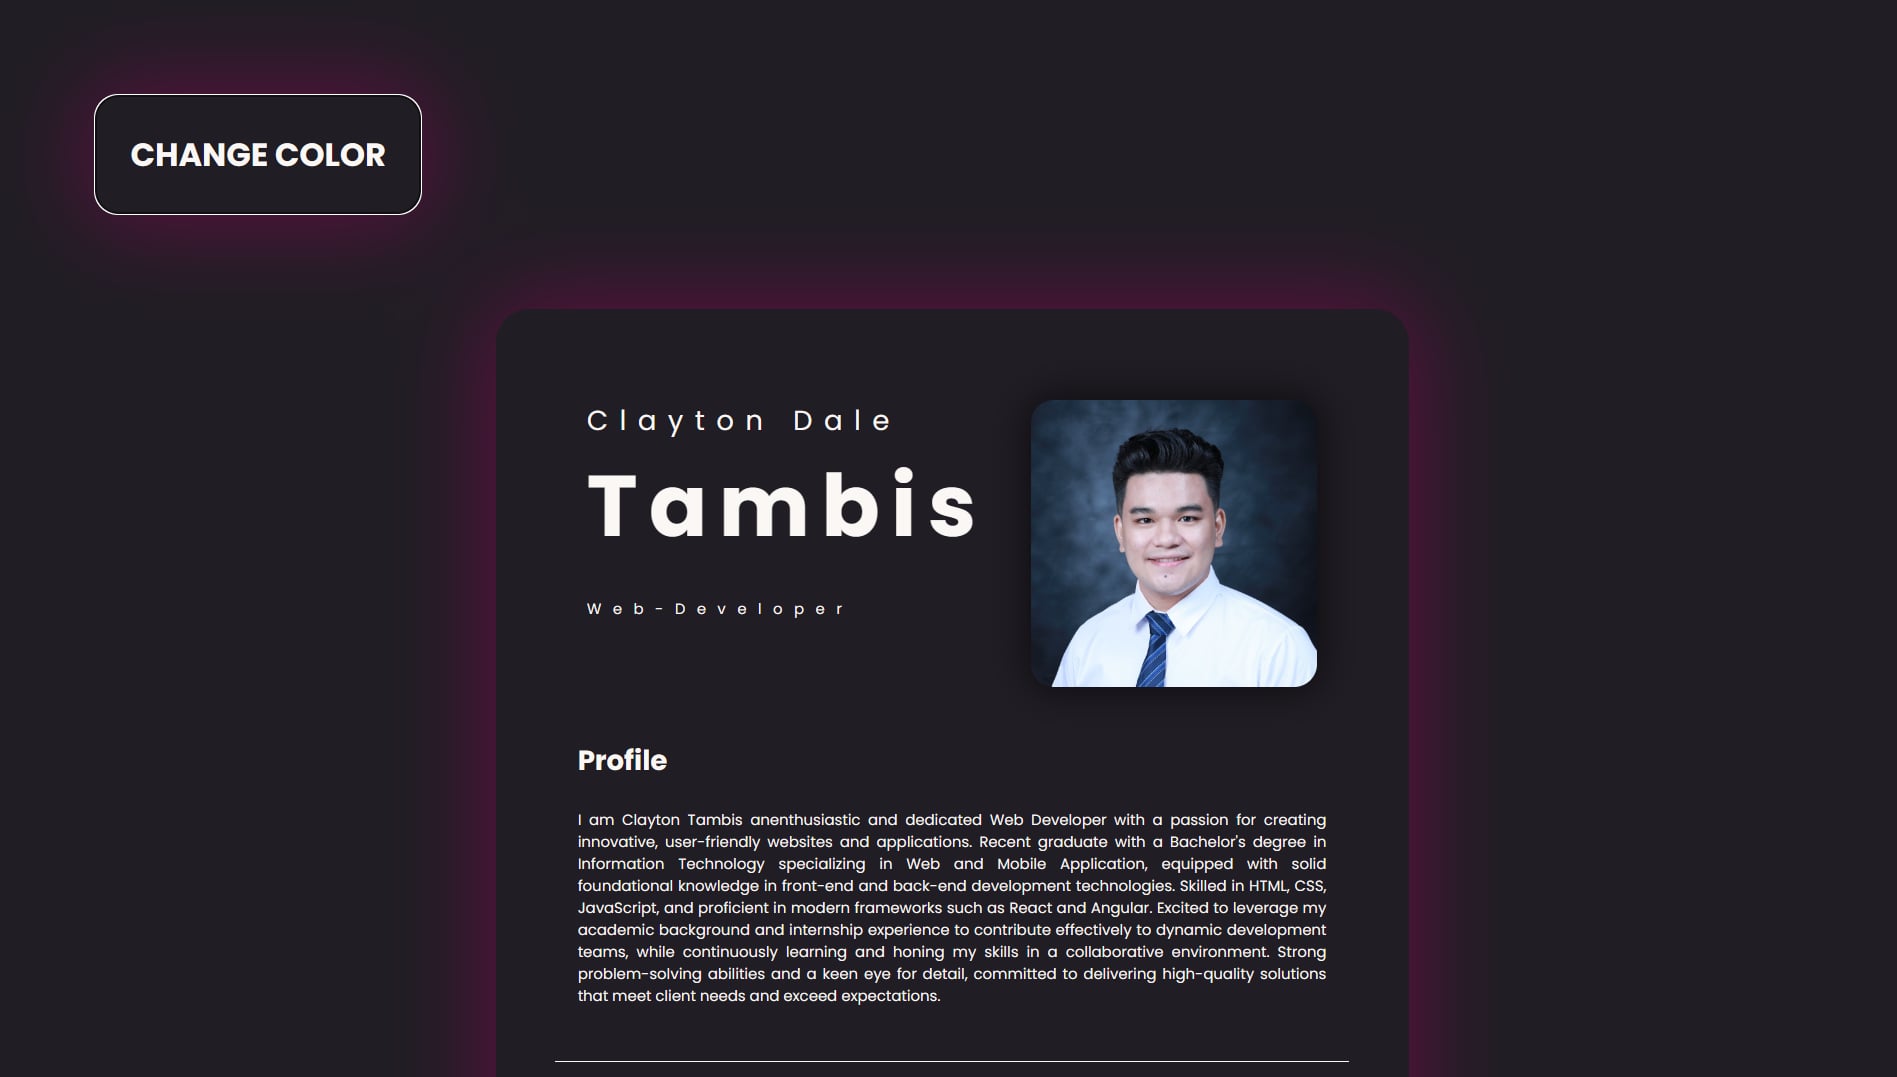 CHANGE COLOR
Clayton Dale
Tambis
Web-Developer
Profile
I am Clayton Tambis anenthusiastic and dedicated Web Developer with a passion for creating
innovative, user-friendly websites and applications. Recent graduate with a Bachelor's degree in
Information Technology specializing in Web and Mobile Application, equipped with solid
foundational knowledge in front-end and back-end development technologies. Skilled in HTML, CSS,
JavaScript, and proficient in modern frameworks such as React and Angular. Excited to leverage my
academic background and internship experience to contribute effectively to dynamic development
teams, while continuously learning and honing my skills in a collaborative environment. Strong
problem-solving abilities and a keen eye for detail, committed to delivering high-quality solutions
that meet client needs and exceed expectations.